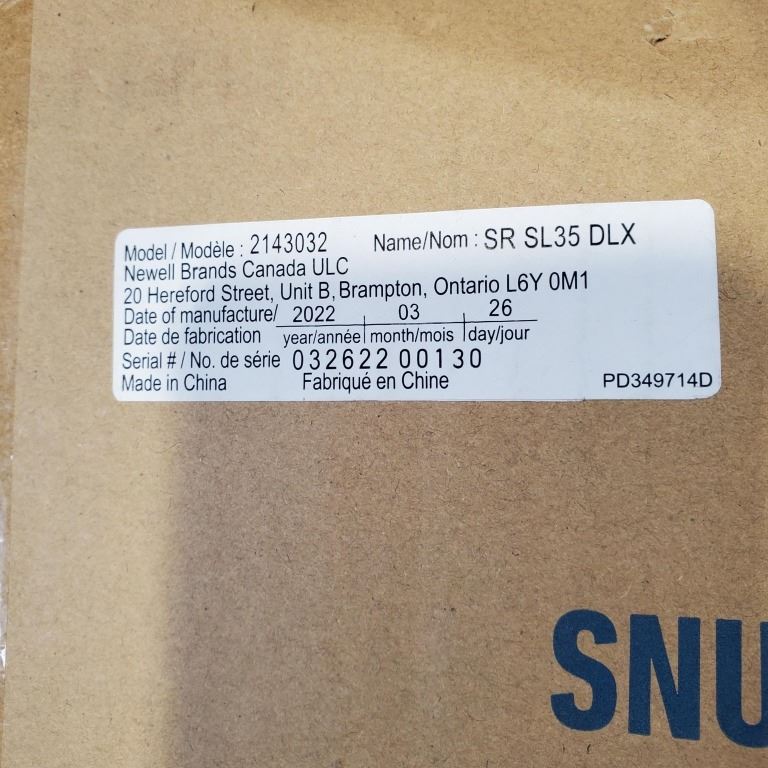 Model / Modèle : 2143032 Name/Nom : SR SL35 DLX
Newell Brands Canada ULC
20 Hereford Street, Unit B, Brampton, Ontario L6Y 0M1
Date of manufacture/ 2022 03 26
Date de fabrication year/année month/mois day/jour
Serial # / No. de série 032622 00130
Made in China Fabriqué en Chine PD349714D
SNU